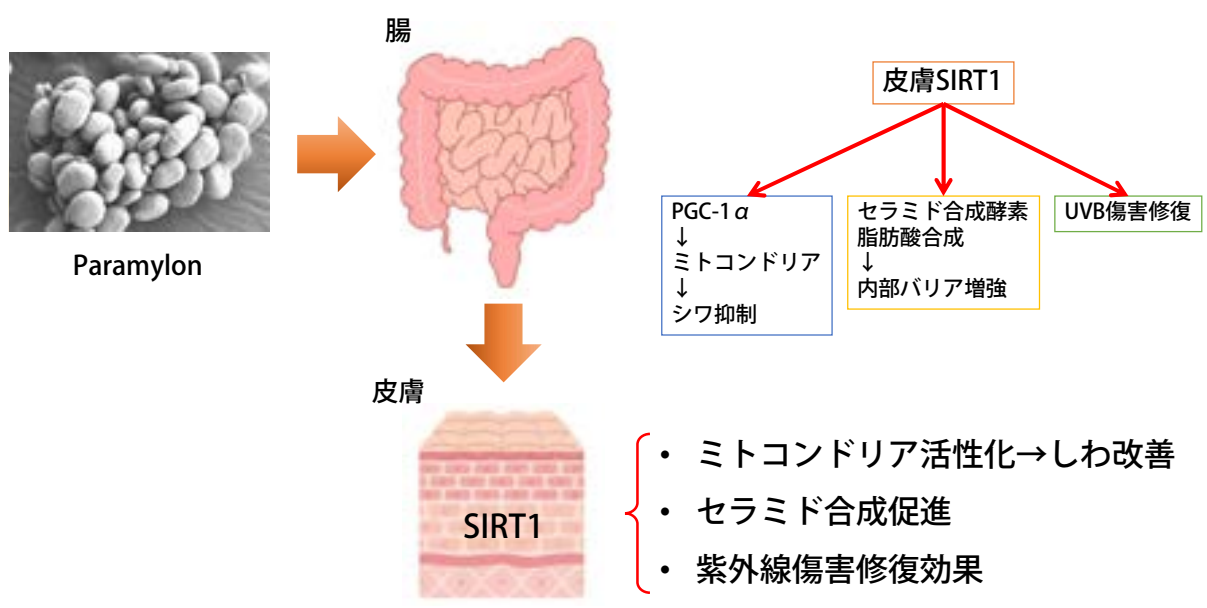 腸
Paramylon
皮膚
SIRT1
皮膚SIRT1
PGC-1α
↓
ミトコンドリア
↓
シワ抑制
セラミド合成酵素
脂肪酸合成
↓
内部バリア増強
UVB傷害修復
・ ミトコンドリア活性化→しわ改善
・ セラミド合成促進
・ 紫外線傷害修復効果